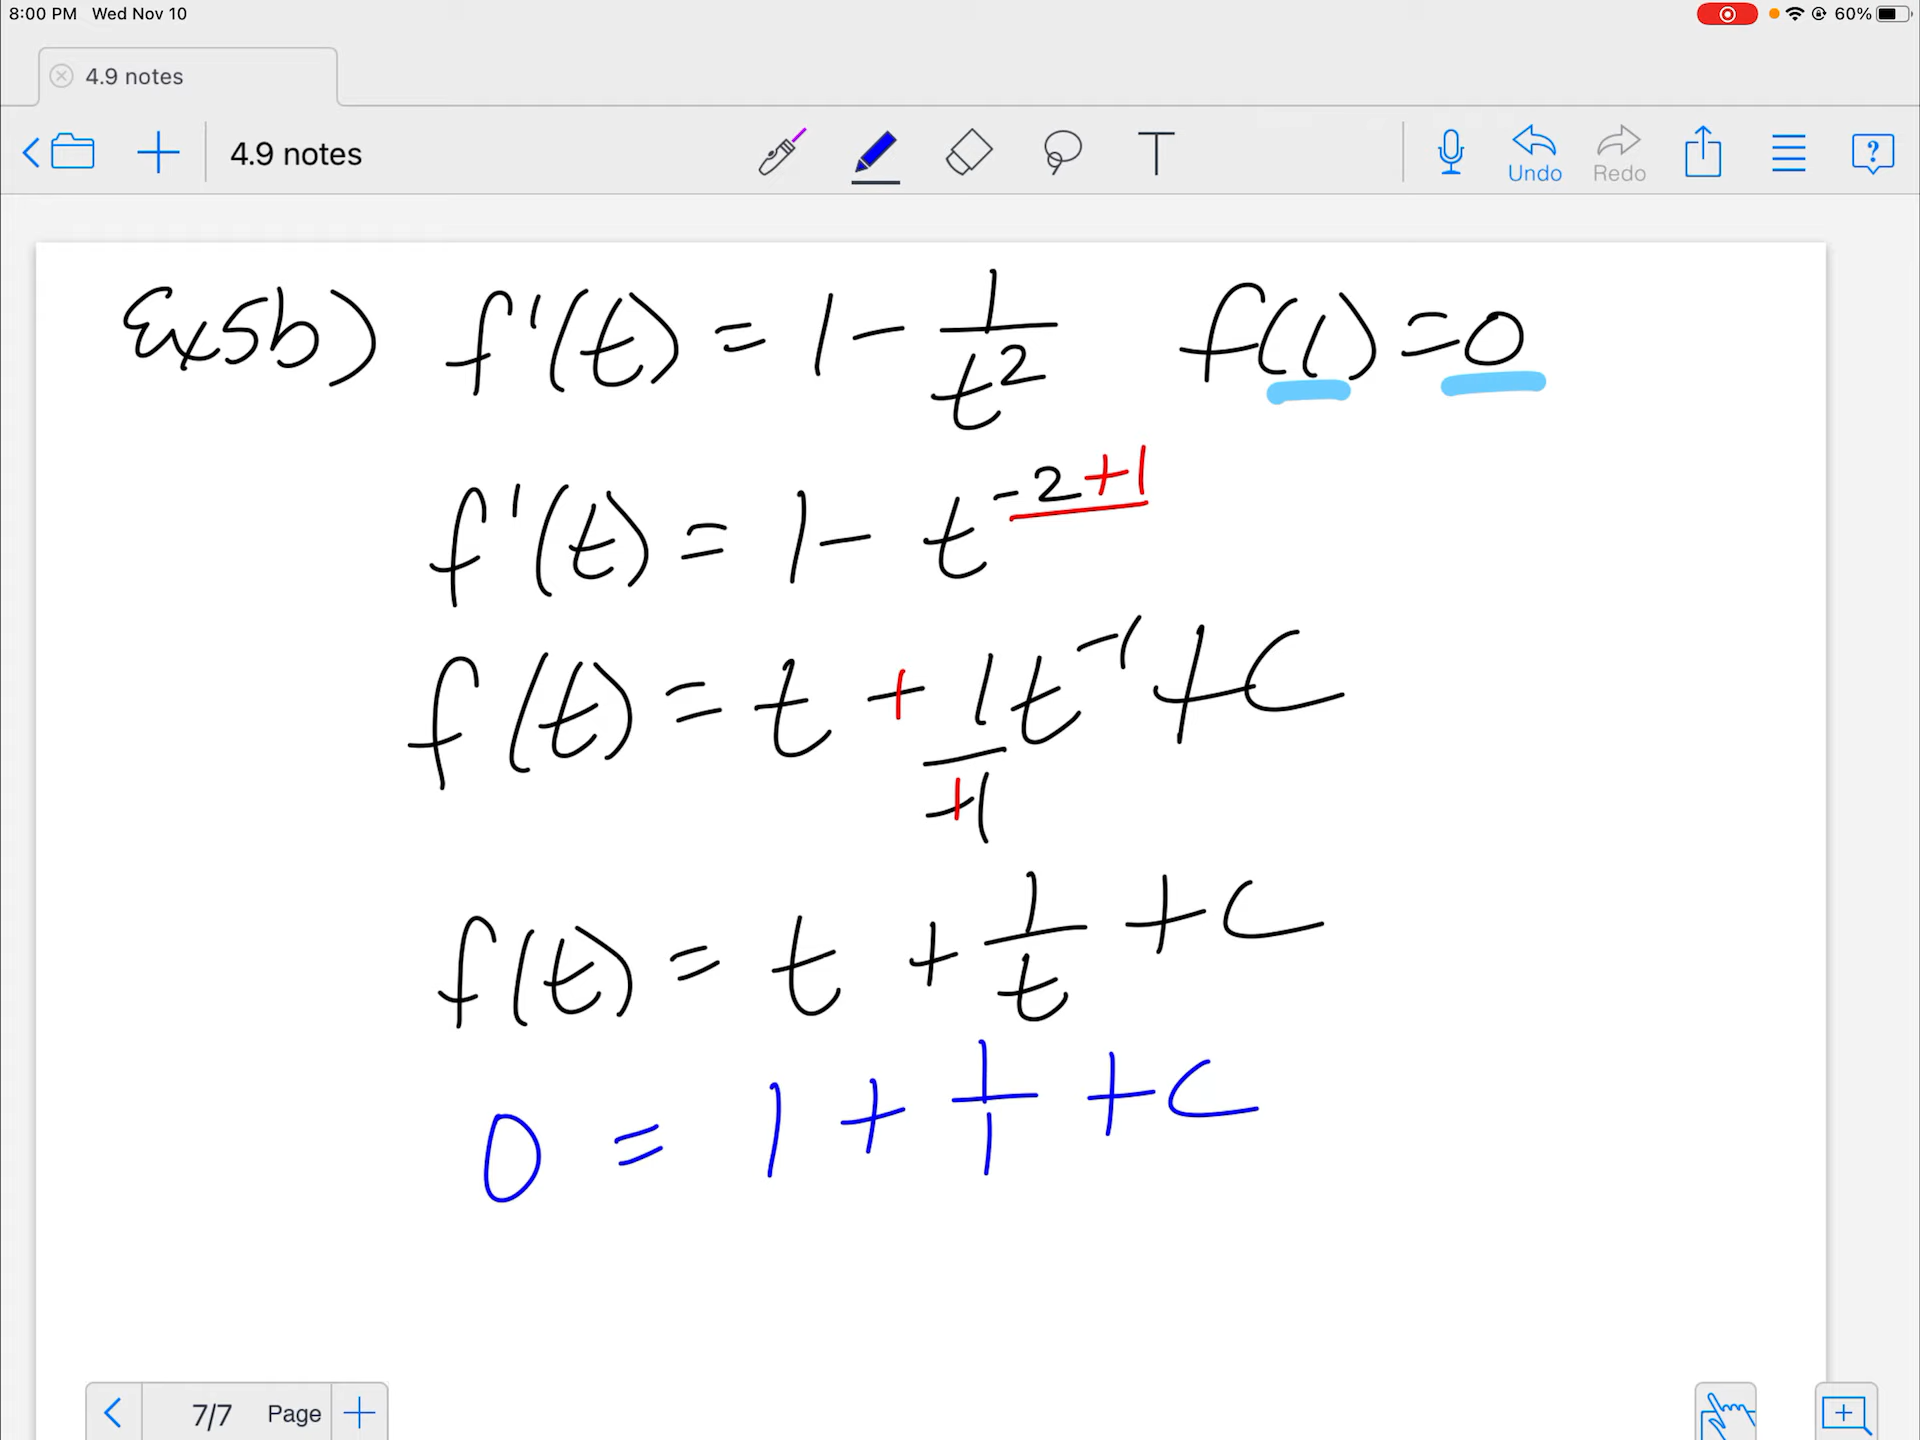 8:00 PM Wed Nov 10 60%
4.9 notes
4.9 notes T Undo Redo ?
Ex5b) f'(t) = 1 - 1/t² f(1) = 0
f'(t) = 1 - t^-2+1
f(t) = t + 1/+1 t^-1 + C
f(t) = t + 1/t + C
0 = 1 + 1/1 + C
7/7 Page